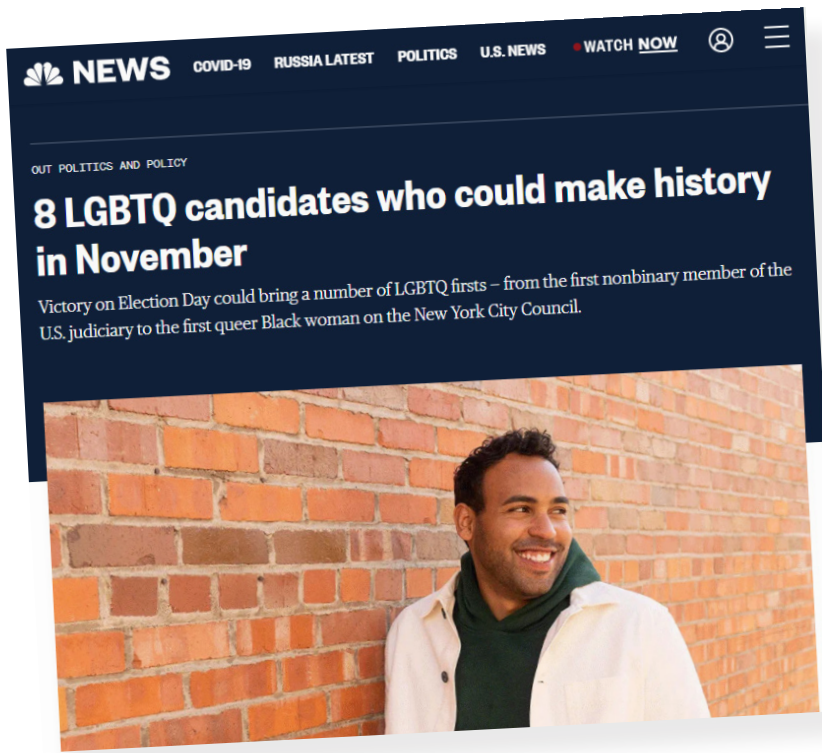 NEWS COVID-19 RUSSIA LATEST POLITICS U.S. NEWS WATCH NOW
OUT POLITICS AND POLICY
8 LGBTQ candidates who could make history
in November
Victory on Election Day could bring a number of LGBTQ firsts – from the first nonbinary member of the
U.S. judiciary to the first queer Black woman on the New York City Council.